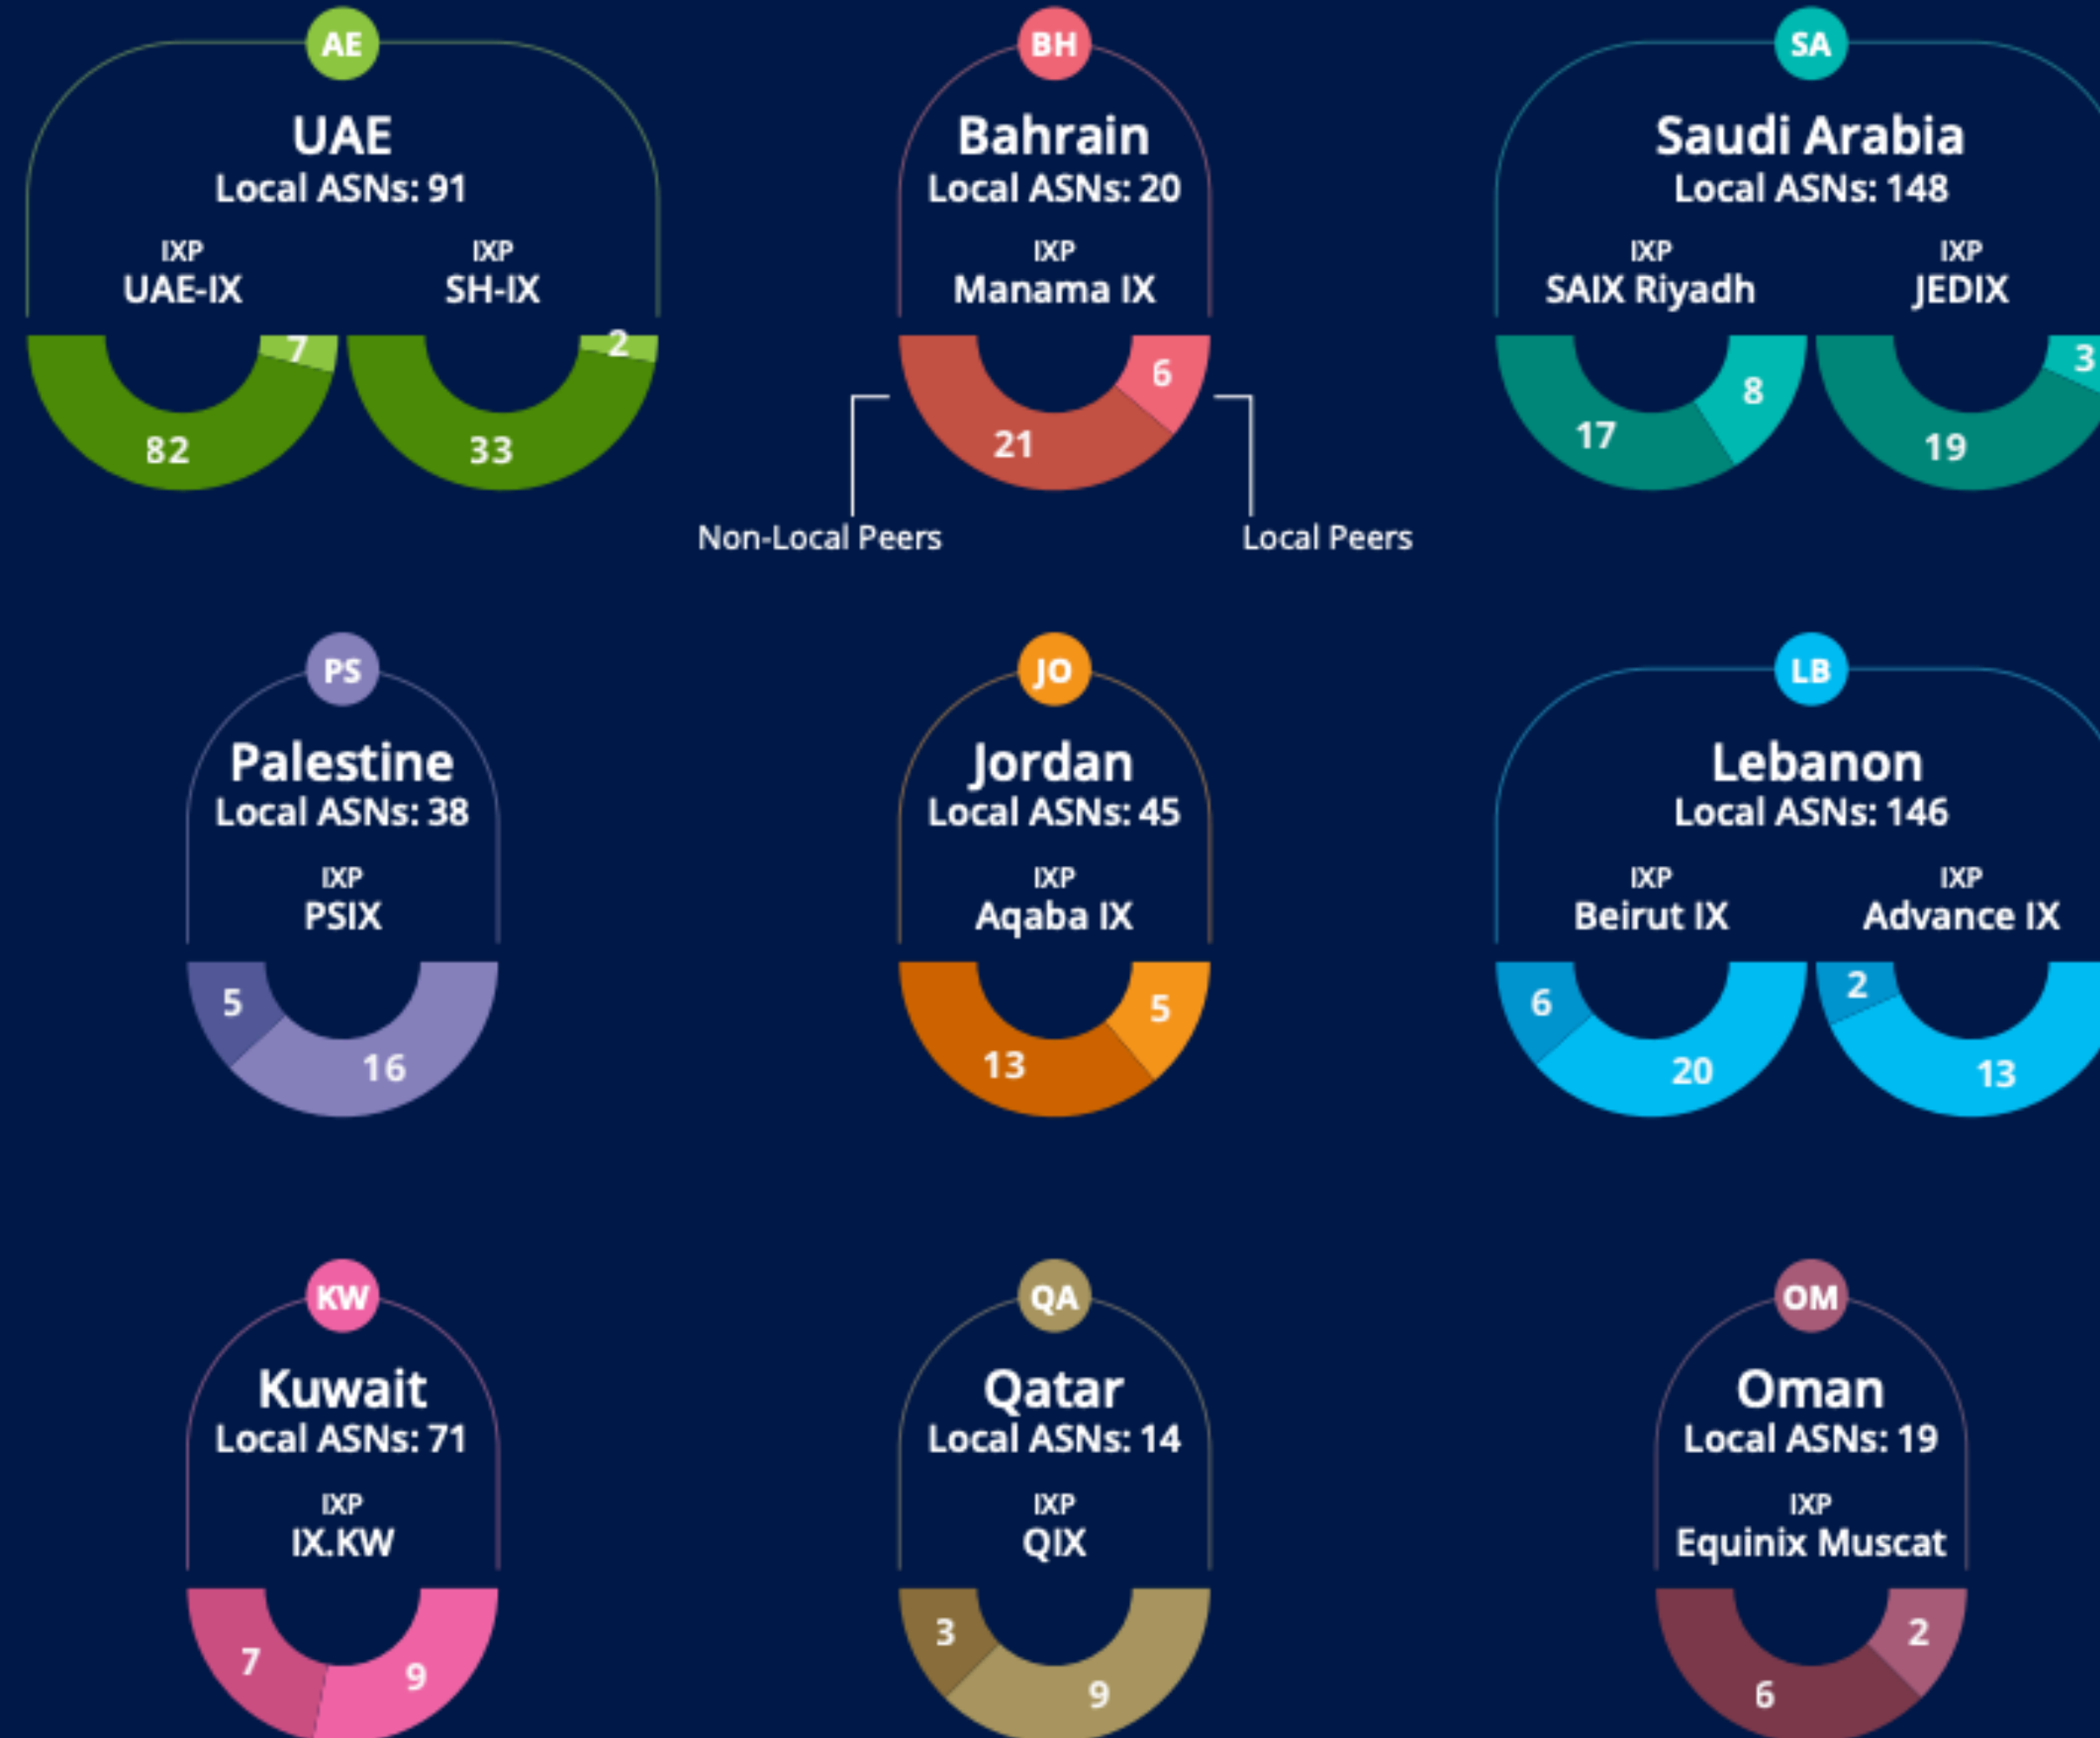 AE
UAE
Local ASNs: 91
IXP
UAE-IX
IXP
SH-IX
7
82
2
33
BH
Bahrain
Local ASNs: 20
IXP
Manama IX
6
21
Non-Local Peers
Local Peers
SA
Saudi Arabia
Local ASNs: 148
IXP
SAIX Riyadh
IXP
JEDIX
8
17
3
19
PS
Palestine
Local ASNs: 38
IXP
PSIX
5
16
JO
Jordan
Local ASNs: 45
IXP
Aqaba IX
5
13
LB
Lebanon
Local ASNs: 146
IXP
Beirut IX
IXP
Advance IX
6
20
2
13
KW
Kuwait
Local ASNs: 71
IXP
IX.KW
7
9
QA
Qatar
Local ASNs: 14
IXP
QIX
3
9
OM
Oman
Local ASNs: 19
IXP
Equinix Muscat
2
6